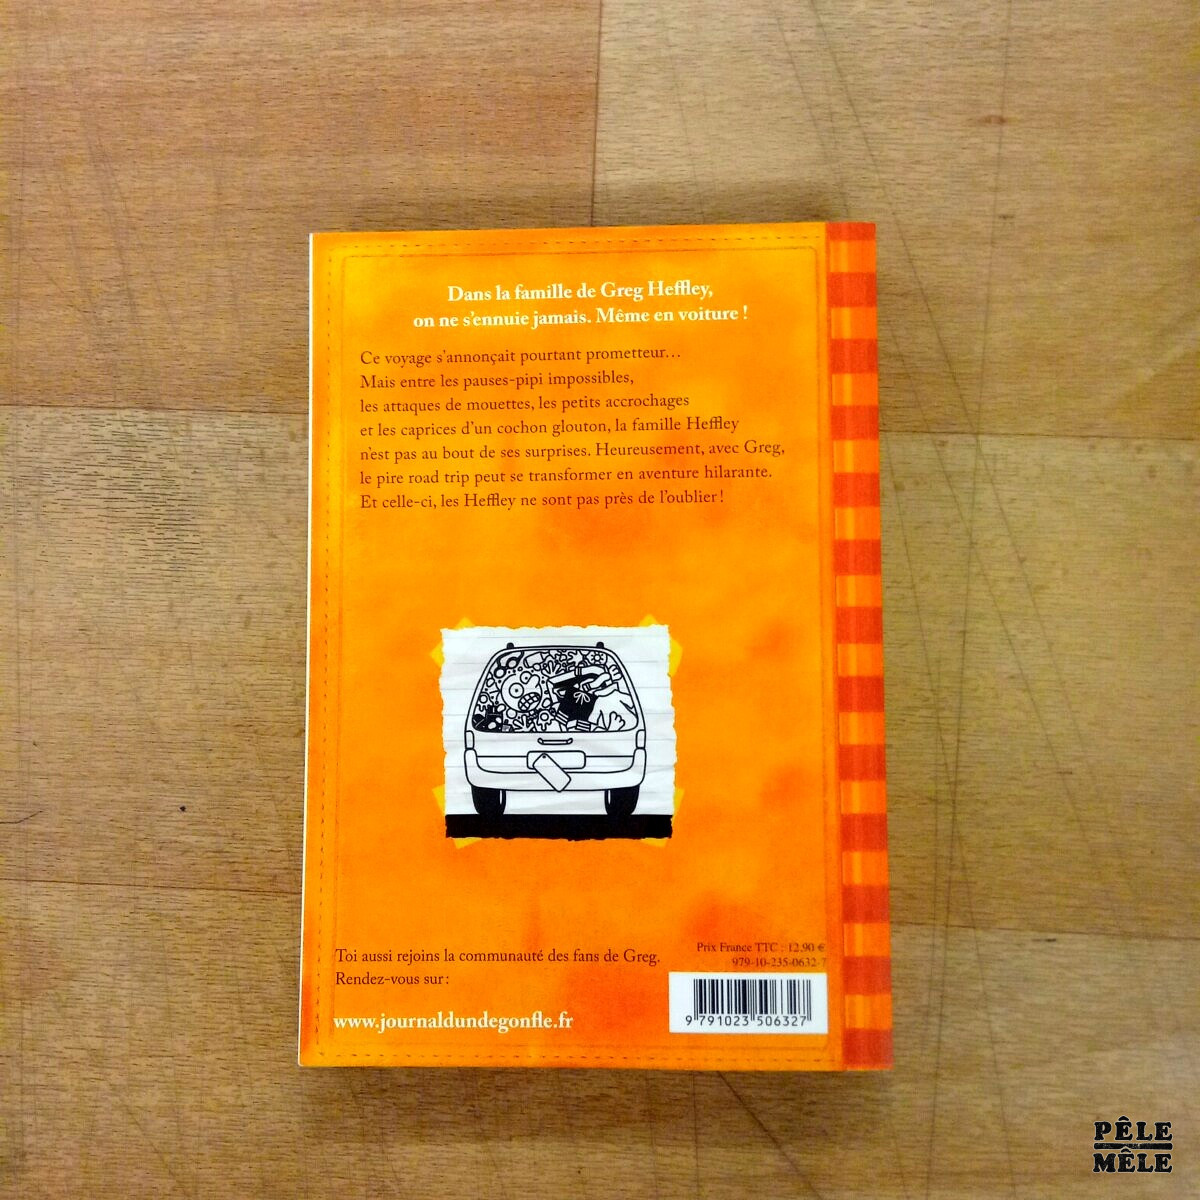 Dans la famille de Greg Heffley,
on ne s'ennuie jamais. Même en voiture !
Ce voyage s'annonçait pourtant prometteur…
Mais entre les pauses-pipi impossibles,
les attaques de mouettes, les petits accrochages
et les caprices d'un cochon glouton, la famille Heffley
n'est pas au bout de ses surprises. Heureusement, avec Greg,
le pire road trip peut se transformer en aventure hilarante.
Et celle-ci, les Heffley ne sont pas près de l'oublier !
Toi aussi rejoins la communauté des fans de Greg.
Rendez-vous sur :
www.journaldundegonfle.fr
Prix France TTC : 12,90 €
979-10-235-0632-7
9 791023 506327
PÊLE
MÊLE